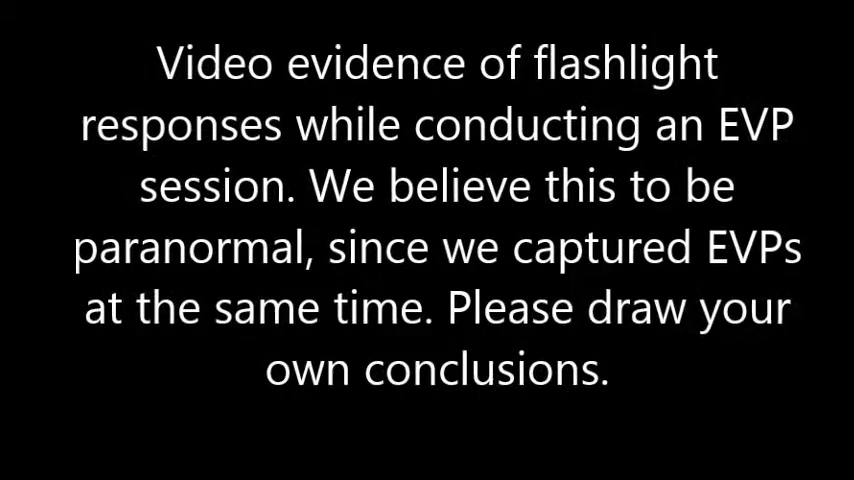 Video evidence of flashlight
responses while conducting an EVP
session. We believe this to be
paranormal, since we captured EVPs
at the same time. Please draw your
own conclusions.